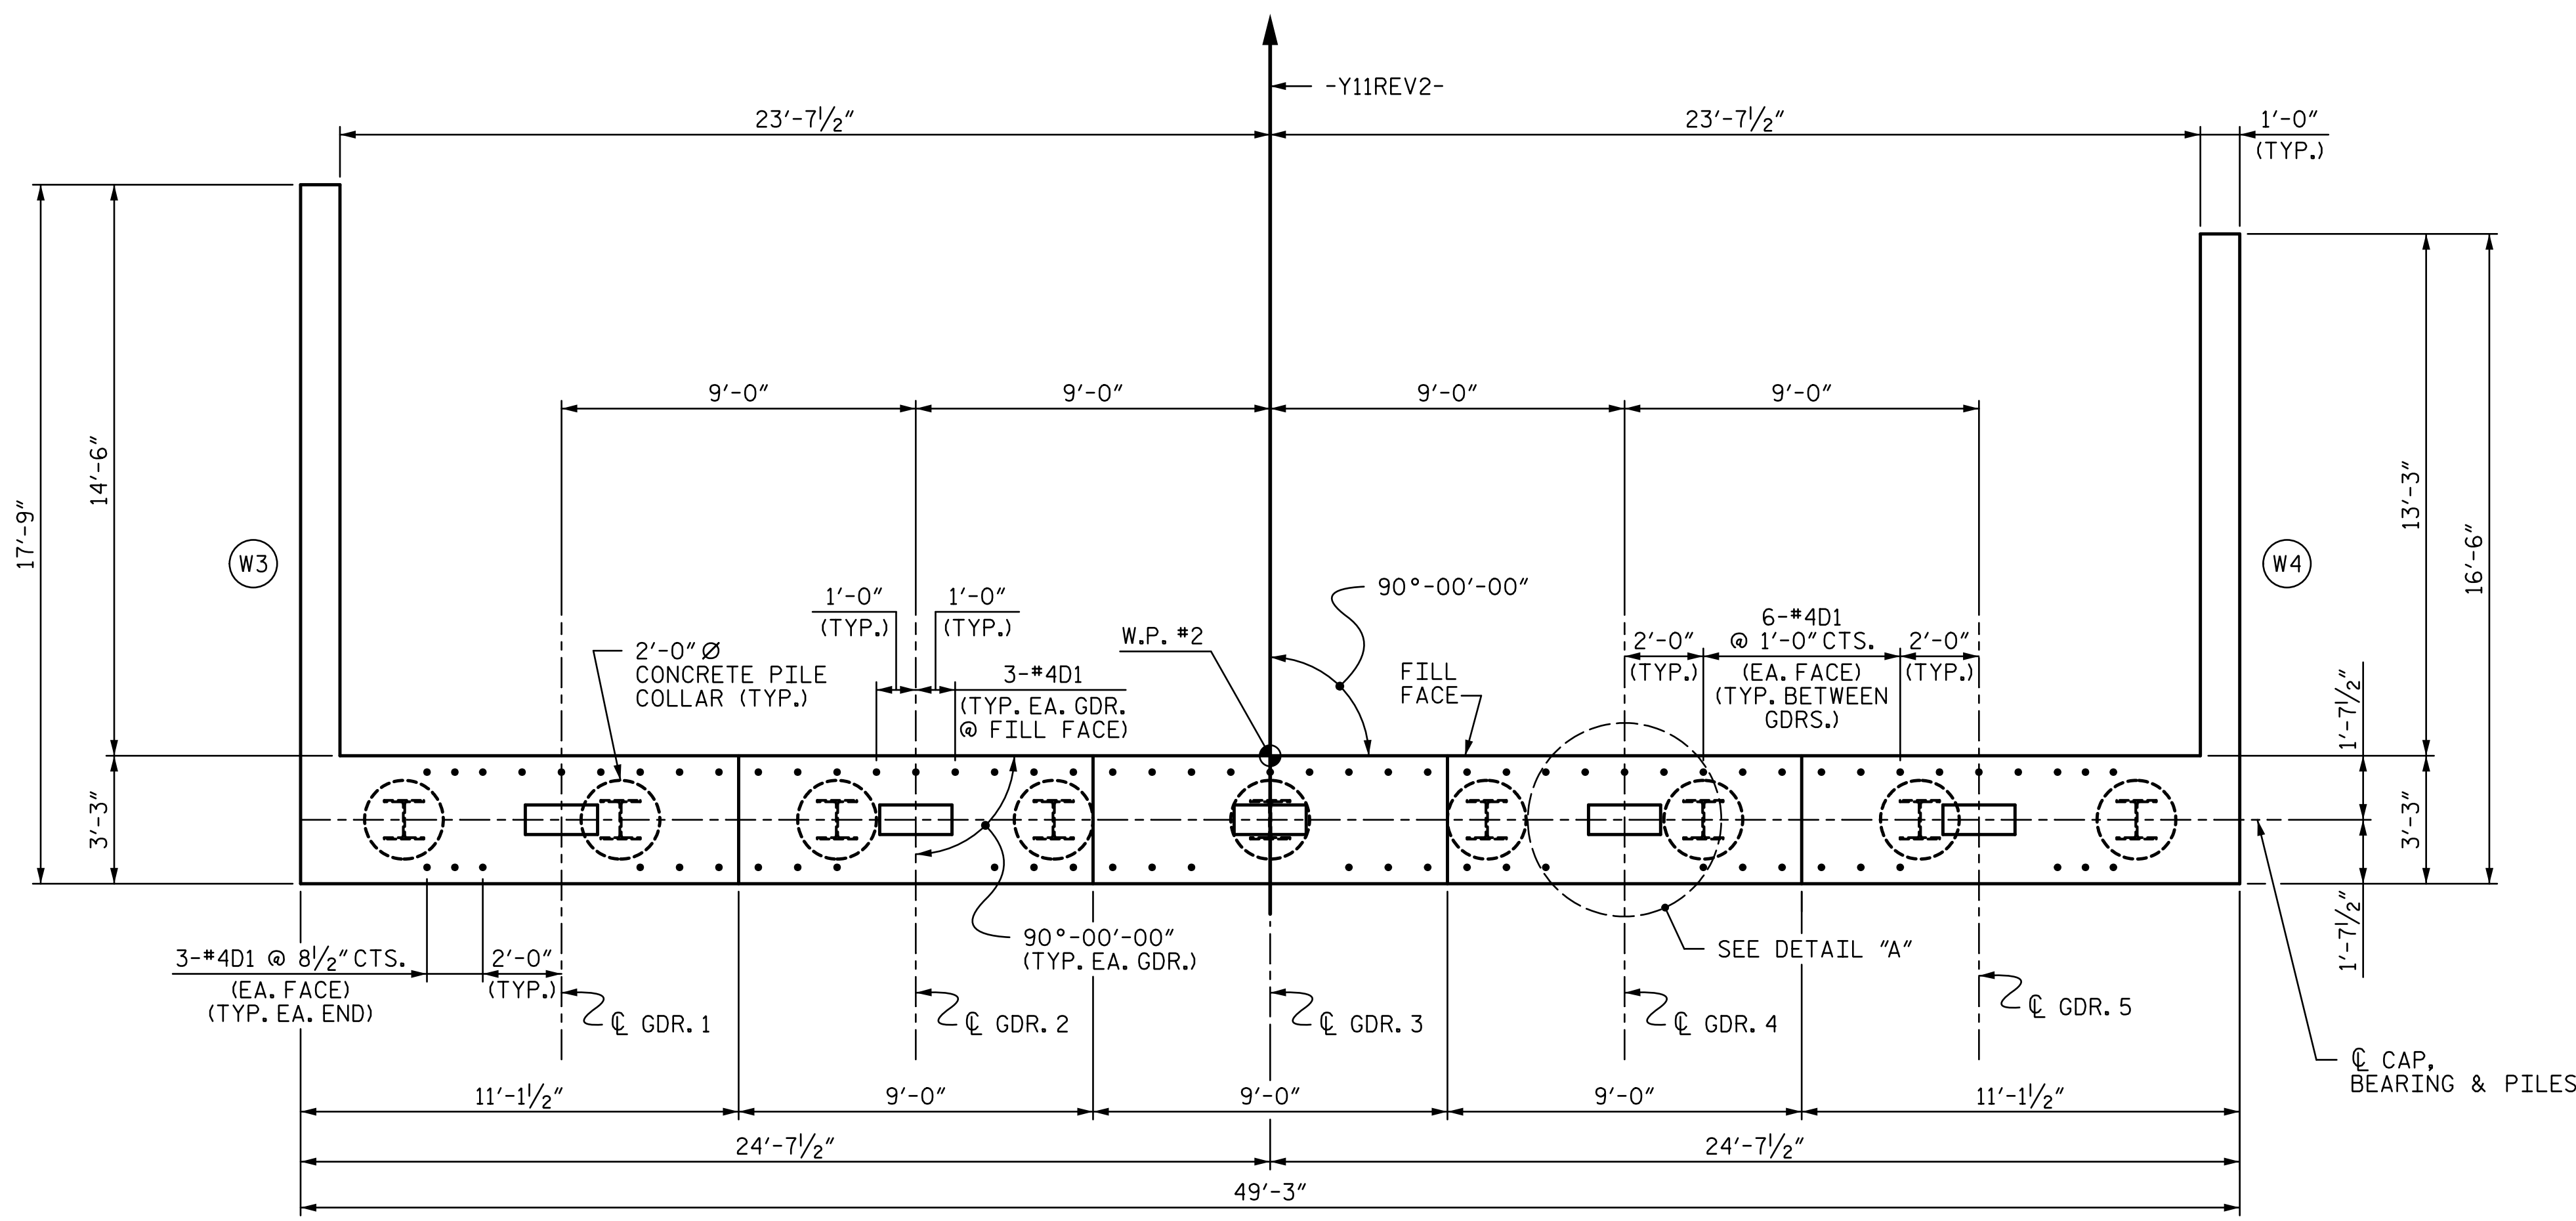 -Y11REV2-
23'-7½"
23'-7½"
1'-0"
(TYP.)
9'-0"
9'-0"
9'-0"
9'-0"
17'-9"
14'-6"
3'-3"
W3
W4
13'-3"
16'-6"
3'-3"
1'-7½"
1'-7½"
2'-0" Ø
CONCRETE PILE
COLLAR (TYP.)
1'-0"
(TYP.)
1'-0"
(TYP.)
3-#4D1
(TYP. EA. GDR.
@ FILL FACE)
W.P. #2
90°-00'-00"
FILL
FACE
2'-0"
(TYP.)
6-#4D1
@ 1'-0" CTS.
(EA. FACE)
(TYP. BETWEEN
GDRS.)
2'-0"
(TYP.)
3-#4D1 @ 8½" CTS.
(EA. FACE)
(TYP. EA. END)
2'-0"
(TYP.)
90°-00'-00"
(TYP. EA. GDR.)
SEE DETAIL "A"
℄ GDR. 1
℄ GDR. 2
℄ GDR. 3
℄ GDR. 4
℄ GDR. 5
℄ CAP,
BEARING & PILES
11'-1½"
9'-0"
9'-0"
9'-0"
11'-1½"
24'-7½"
24'-7½"
49'-3"